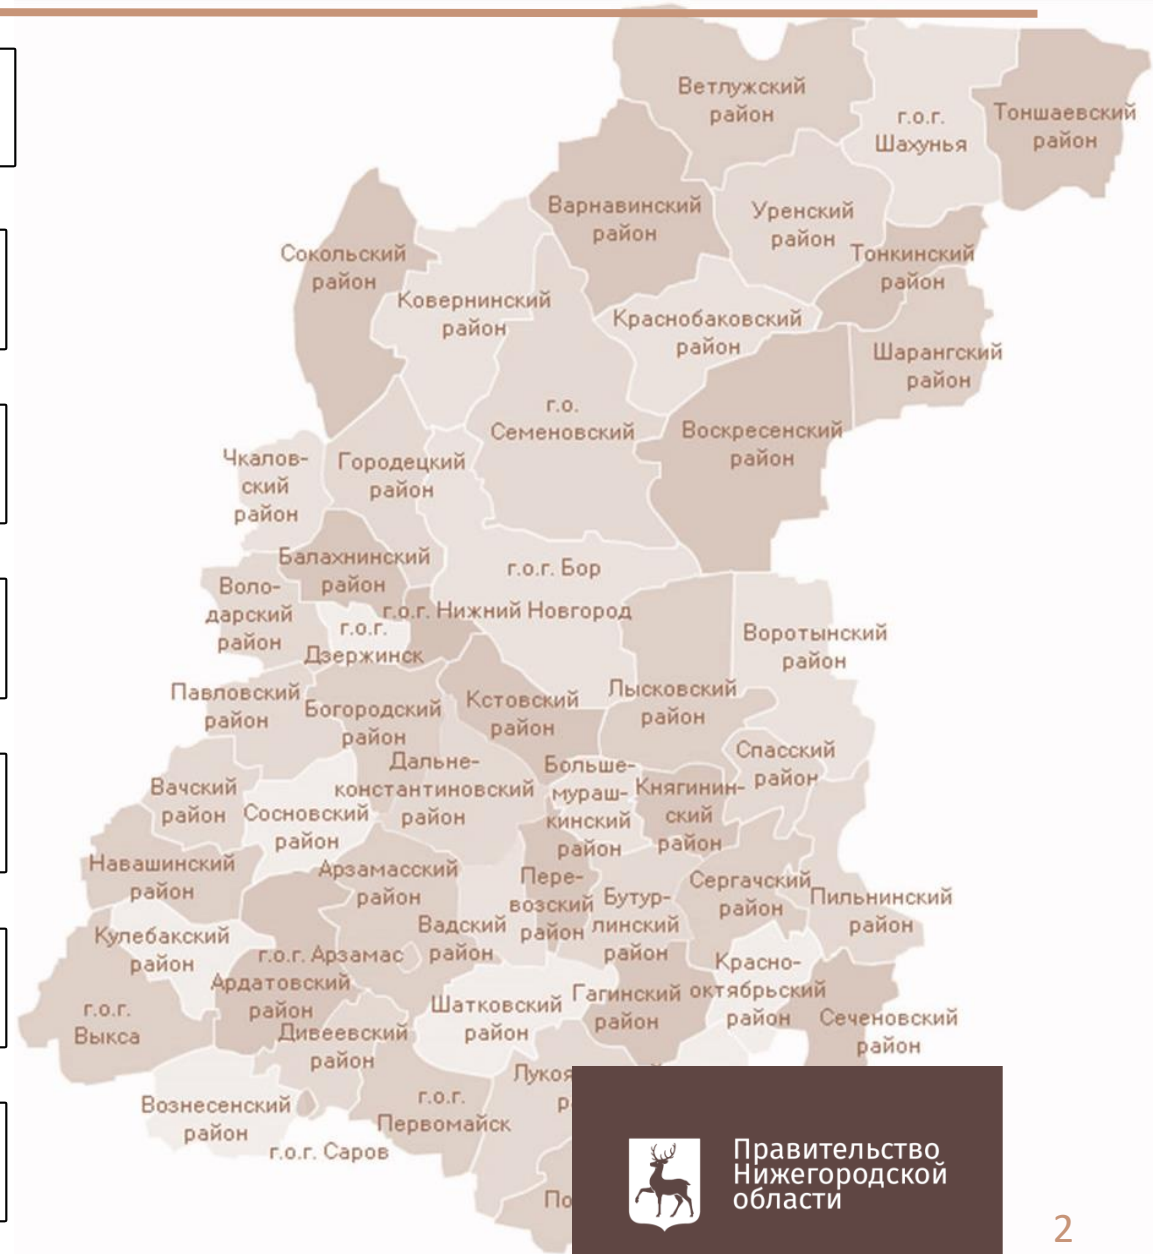 Ветлужский
район
г.о.г.
Шахунья
Тоншаевский
район
Варнавинский
район
Уренский
район
Сокольский
район
Тонкинский
район
Ковернинский
район
Краснобаковский
район
Шарангский
район
г.о.
Семеновский
Воскресенский
район
Чкалов-
ский
район
Городецкий
район
Балахнинский
район
г.о.г. Бор
Воло-
дарский
район
г.о.г.
Дзержинск
г.о.г. Нижний Новгород
Воротынский
район
Павловский
район
Богородский
район
Кстовский
район
Лысковский
район
Спасский
район
Вачский
район
Сосновский
район
Дальне-
константиновский
район
Больше-
мураш-
кинский
район
Княгинин-
ский
район
Навашинский
район
Арзамасский
район
Пере-
возский
район
Бутур-
линский
район
Сергачский
район
Пильнинский
район
Кулебакский
район
г.о.г. Арзамас
Вадский
район
Красно-
октябрьский
район
г.о.г.
Выкса
Ардатовский
район
Дивеевский
район
Шатковский
район
Гагинский
район
Сеченовский
район
Вознесенский
район
г.о.г. Саров
г.о.г.
Первомайск
Лукоя
р
По
Правительство
Нижегородской
области
2